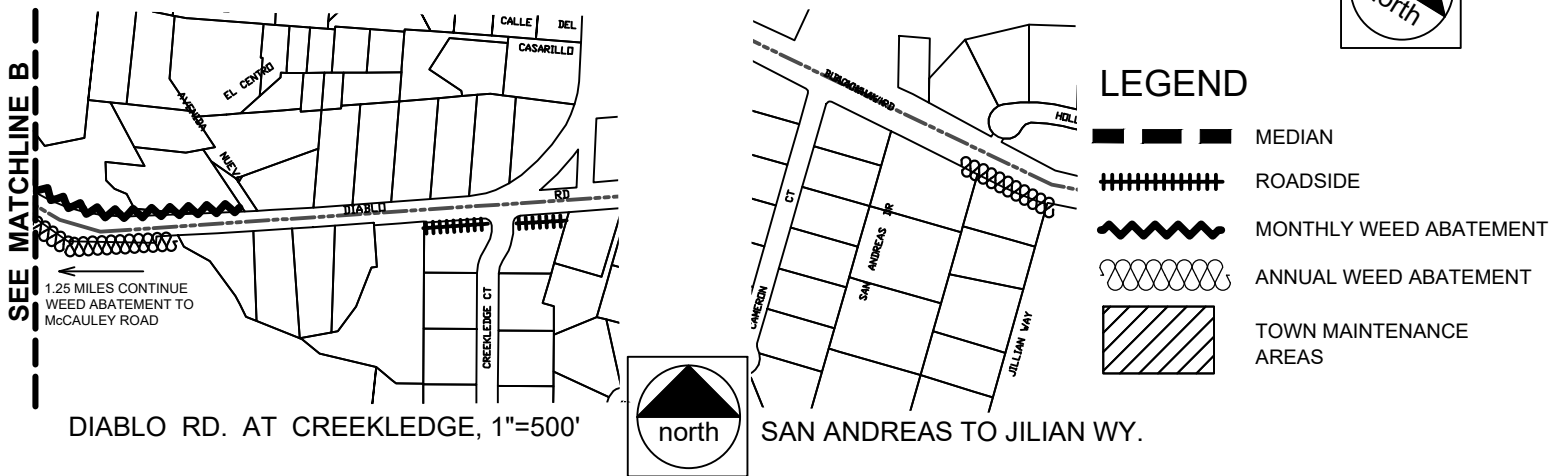 SEE MATCHLINE B
CALLE DEL
CASARILLO
EL CENTRO
AVENIDA
NUEVA
DIABLO RD
1.25 MILES CONTINUE
WEED ABATEMENT TO
McCAULEY ROAD
CREEKLEDGE CT
DIABLO RD. AT CREEKLEDGE, 1"=500'
north
CT
CAMERON
SAN ANDREAS DR
JILLIAN WAY
HOLL
SAN ANDREAS TO JILIAN WY.
north
LEGEND
MEDIAN
ROADSIDE
MONTHLY WEED ABATEMENT
ANNUAL WEED ABATEMENT
TOWN MAINTENANCE
AREAS